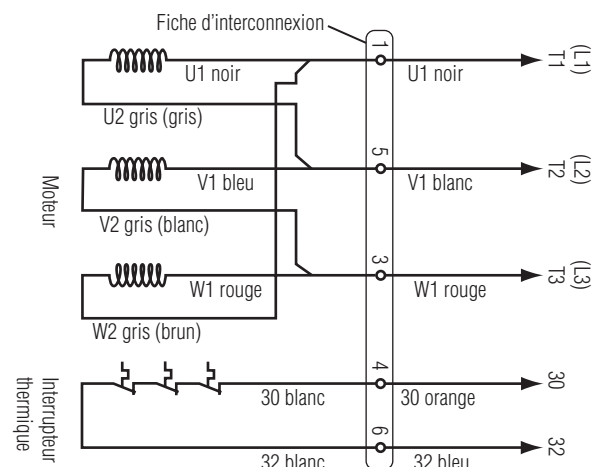 Fiche d'interconnexion
1
U1 noir
U1 noir
T1 (L1)
U2 gris (gris)
5
V1 bleu
V1 blanc
T2 (L2)
Moteur
V2 gris (blanc)
3
W1 rouge
W1 rouge
T3 (L3)
W2 gris (brun)
4
30 blanc
30 orange
30
Interrupteur
thermique
6
32 blanc
32 bleu
32